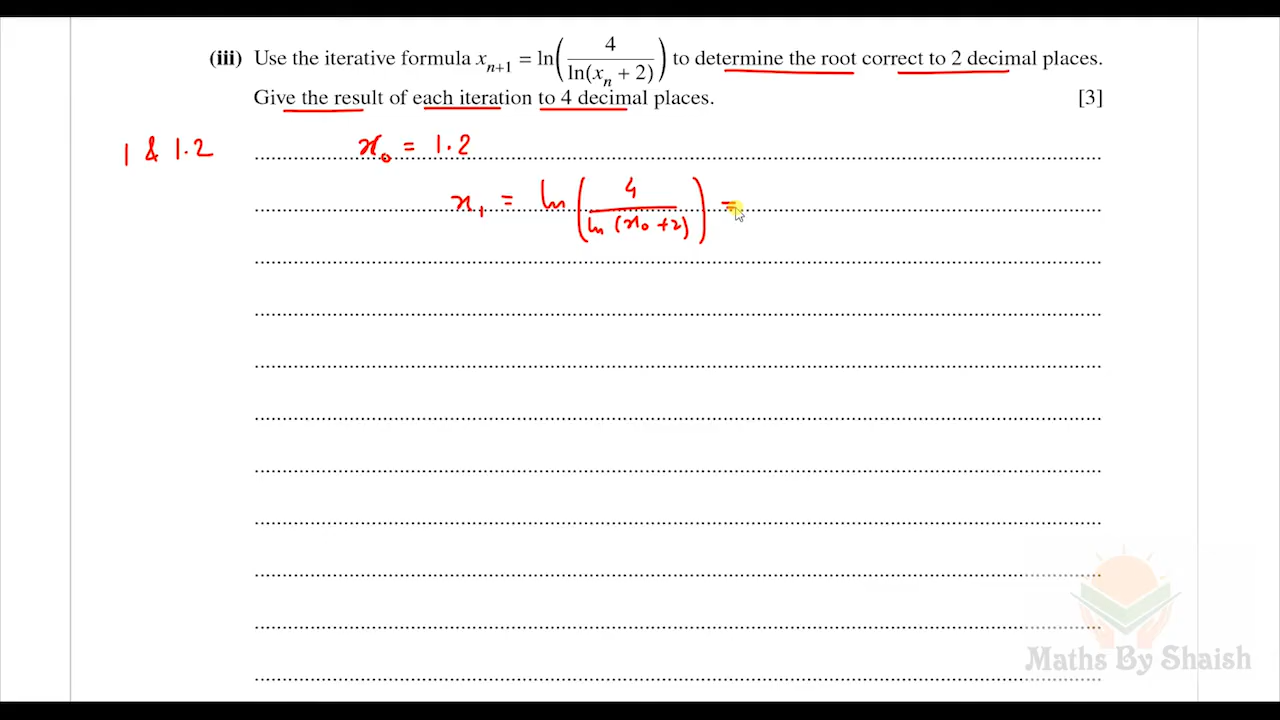 (iii) Use the iterative formula xₙ₊₁ = ln(4/ln(xₙ + 2)) to determine the root correct to 2 decimal places.
Give the result of each iteration to 4 decimal places. [3]
1 & 1.2 x₀ = 1.2
x₁ = ln(4/ln(x₀+2)) =
Maths By Shaish